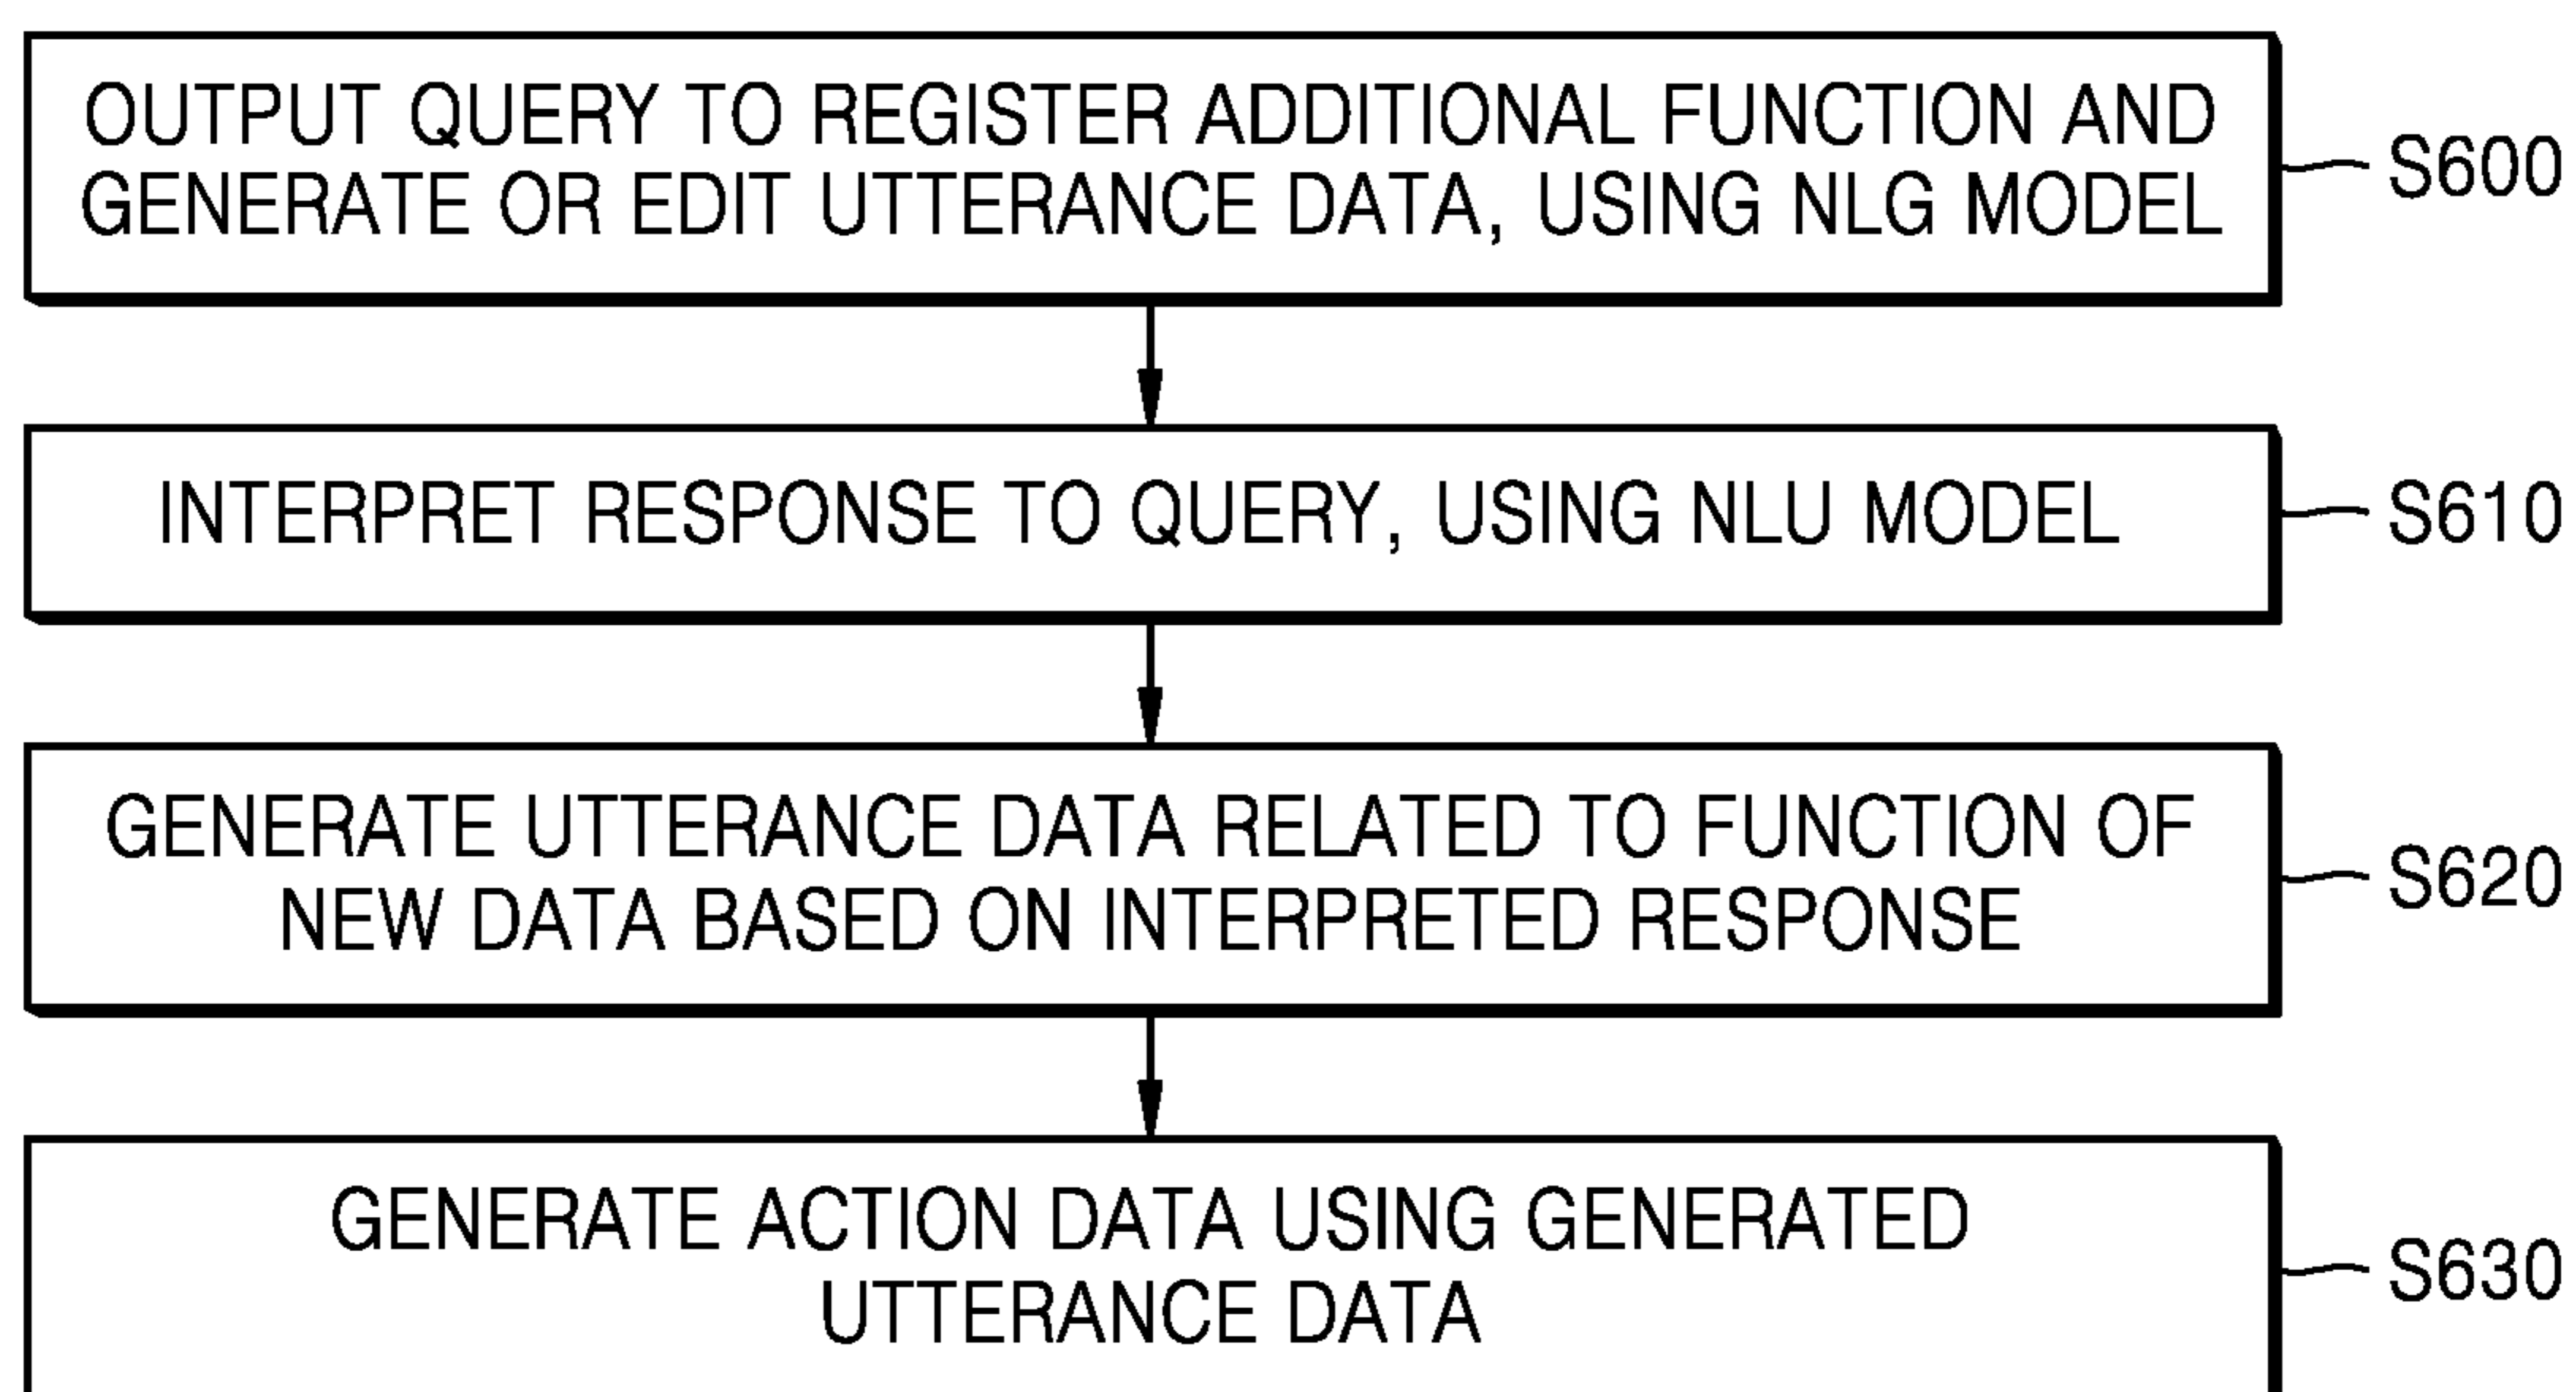 OUTPUT QUERY TO REGISTER ADDITIONAL FUNCTION AND
GENERATE OR EDIT UTTERANCE DATA, USING NLG MODEL
S600
INTERPRET RESPONSE TO QUERY, USING NLU MODEL
S610
GENERATE UTTERANCE DATA RELATED TO FUNCTION OF
NEW DATA BASED ON INTERPRETED RESPONSE
S620
GENERATE ACTION DATA USING GENERATED
UTTERANCE DATA
S630